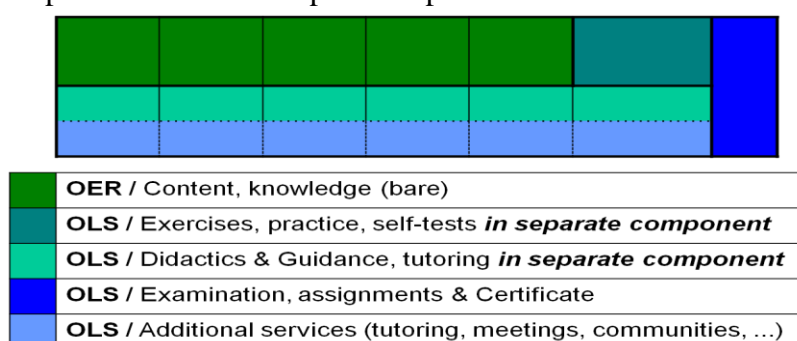 OER / Content, knowledge (bare)
OLS / Exercises, practice, self-tests in separate component
OLS / Didactics & Guidance, tutoring in separate component
OLS / Examination, assignments & Certificate
OLS / Additional services (tutoring, meetings, communities, ...)